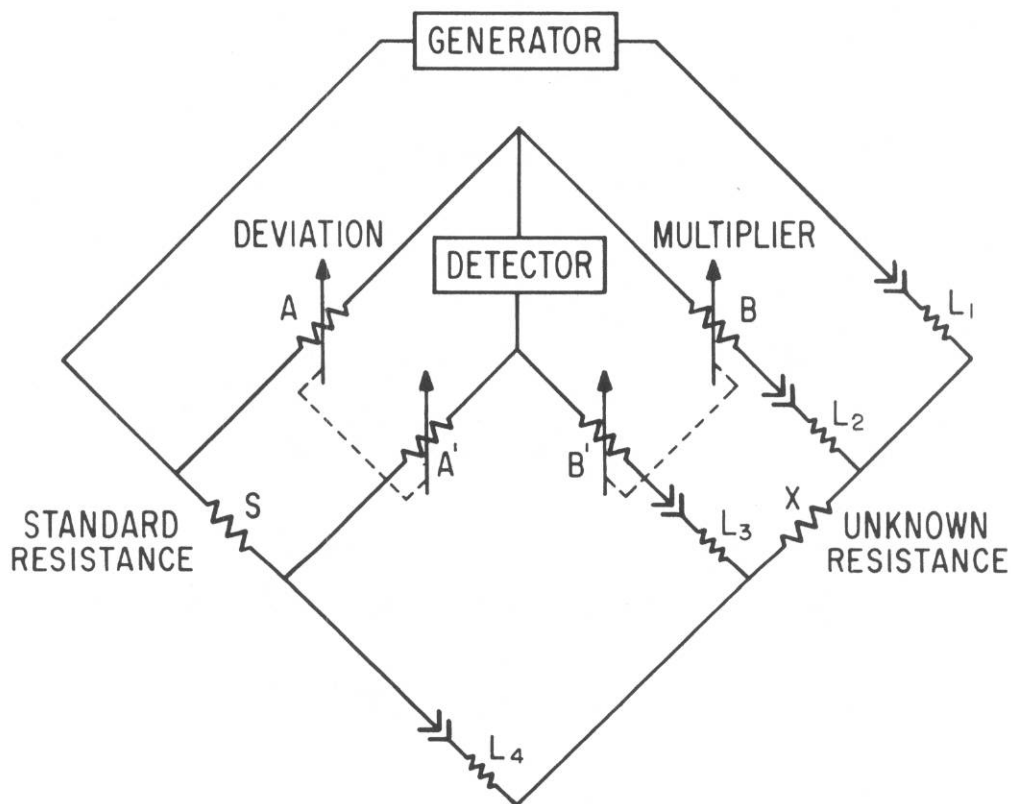 GENERATOR
DEVIATION
MULTIPLIER
DETECTOR
A
B
L1
L2
A'
B'
S
X
L3
STANDARD
RESISTANCE
UNKNOWN
RESISTANCE
L4